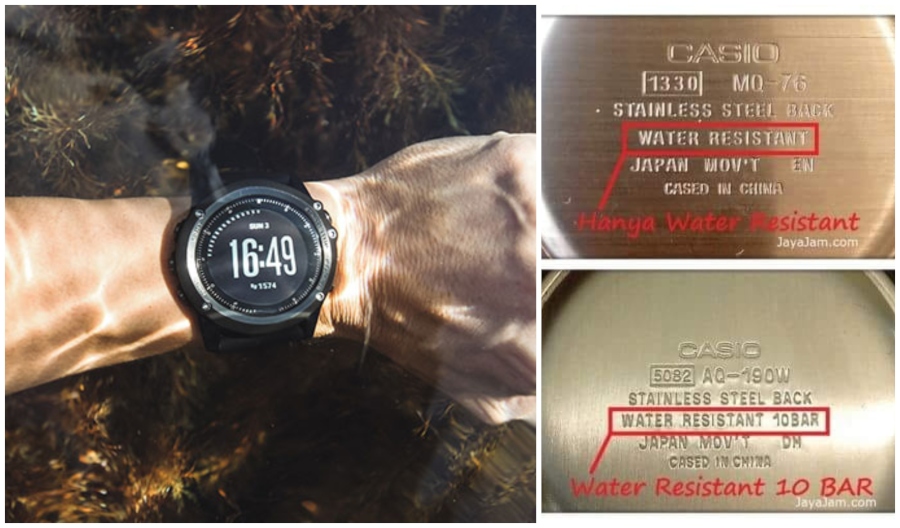 SUN 3
16:49
1574
CASIO
1330 MQ-76
STAINLESS STEEL BACK
WATER RESISTANT
JAPAN MOV'T EN
CASED IN CHINA
Hanya Water Resistant
JayaJam.com
CASIO
5082 AQ-190W
STAINLESS STEEL BACK
WATER RESISTANT 10BAR
JAPAN MOV'T DH
CASED IN CHINA
Water Resistant 10 BAR
JayaJam.com